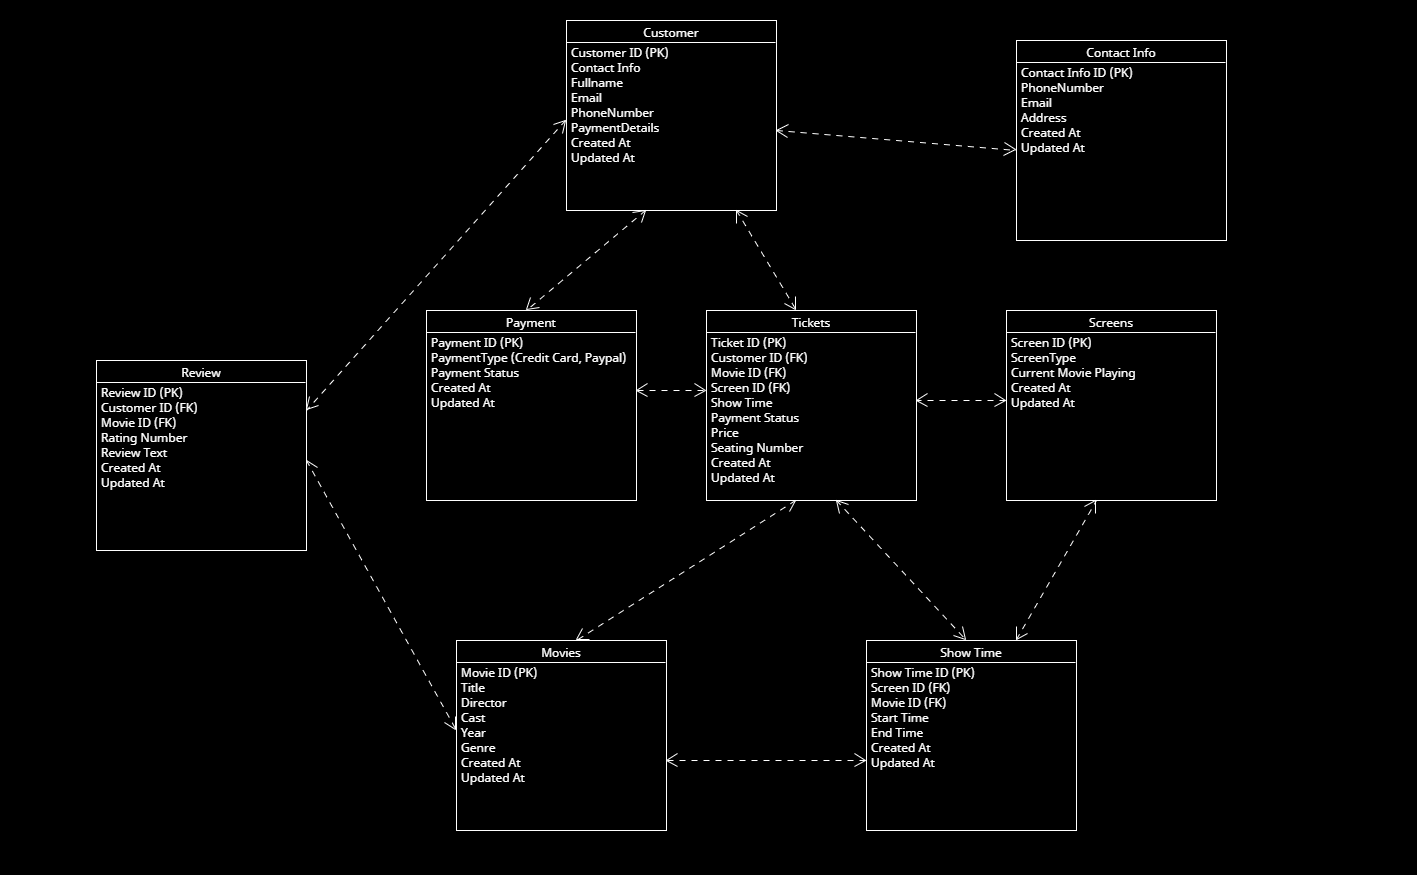 Customer
Customer ID (PK)
Contact Info
Fullname
Email
PhoneNumber
PaymentDetails
Created At
Updated At
Contact Info
Contact Info ID (PK)
PhoneNumber
Email
Address
Created At
Updated At
Payment
Payment ID (PK)
PaymentType (Credit Card, Paypal)
Payment Status
Created At
Updated At
Tickets
Ticket ID (PK)
Customer ID (FK)
Movie ID (FK)
Screen ID (FK)
Show Time
Payment Status
Price
Seating Number
Created At
Updated At
Screens
Screen ID (PK)
ScreenType
Current Movie Playing
Created At
Updated At
Review
Review ID (PK)
Customer ID (FK)
Movie ID (FK)
Rating Number
Review Text
Created At
Updated At
Movies
Movie ID (PK)
Title
Director
Cast
Year
Genre
Created At
Updated At
Show Time
Show Time ID (PK)
Screen ID (FK)
Movie ID (FK)
Start Time
End Time
Created At
Updated At